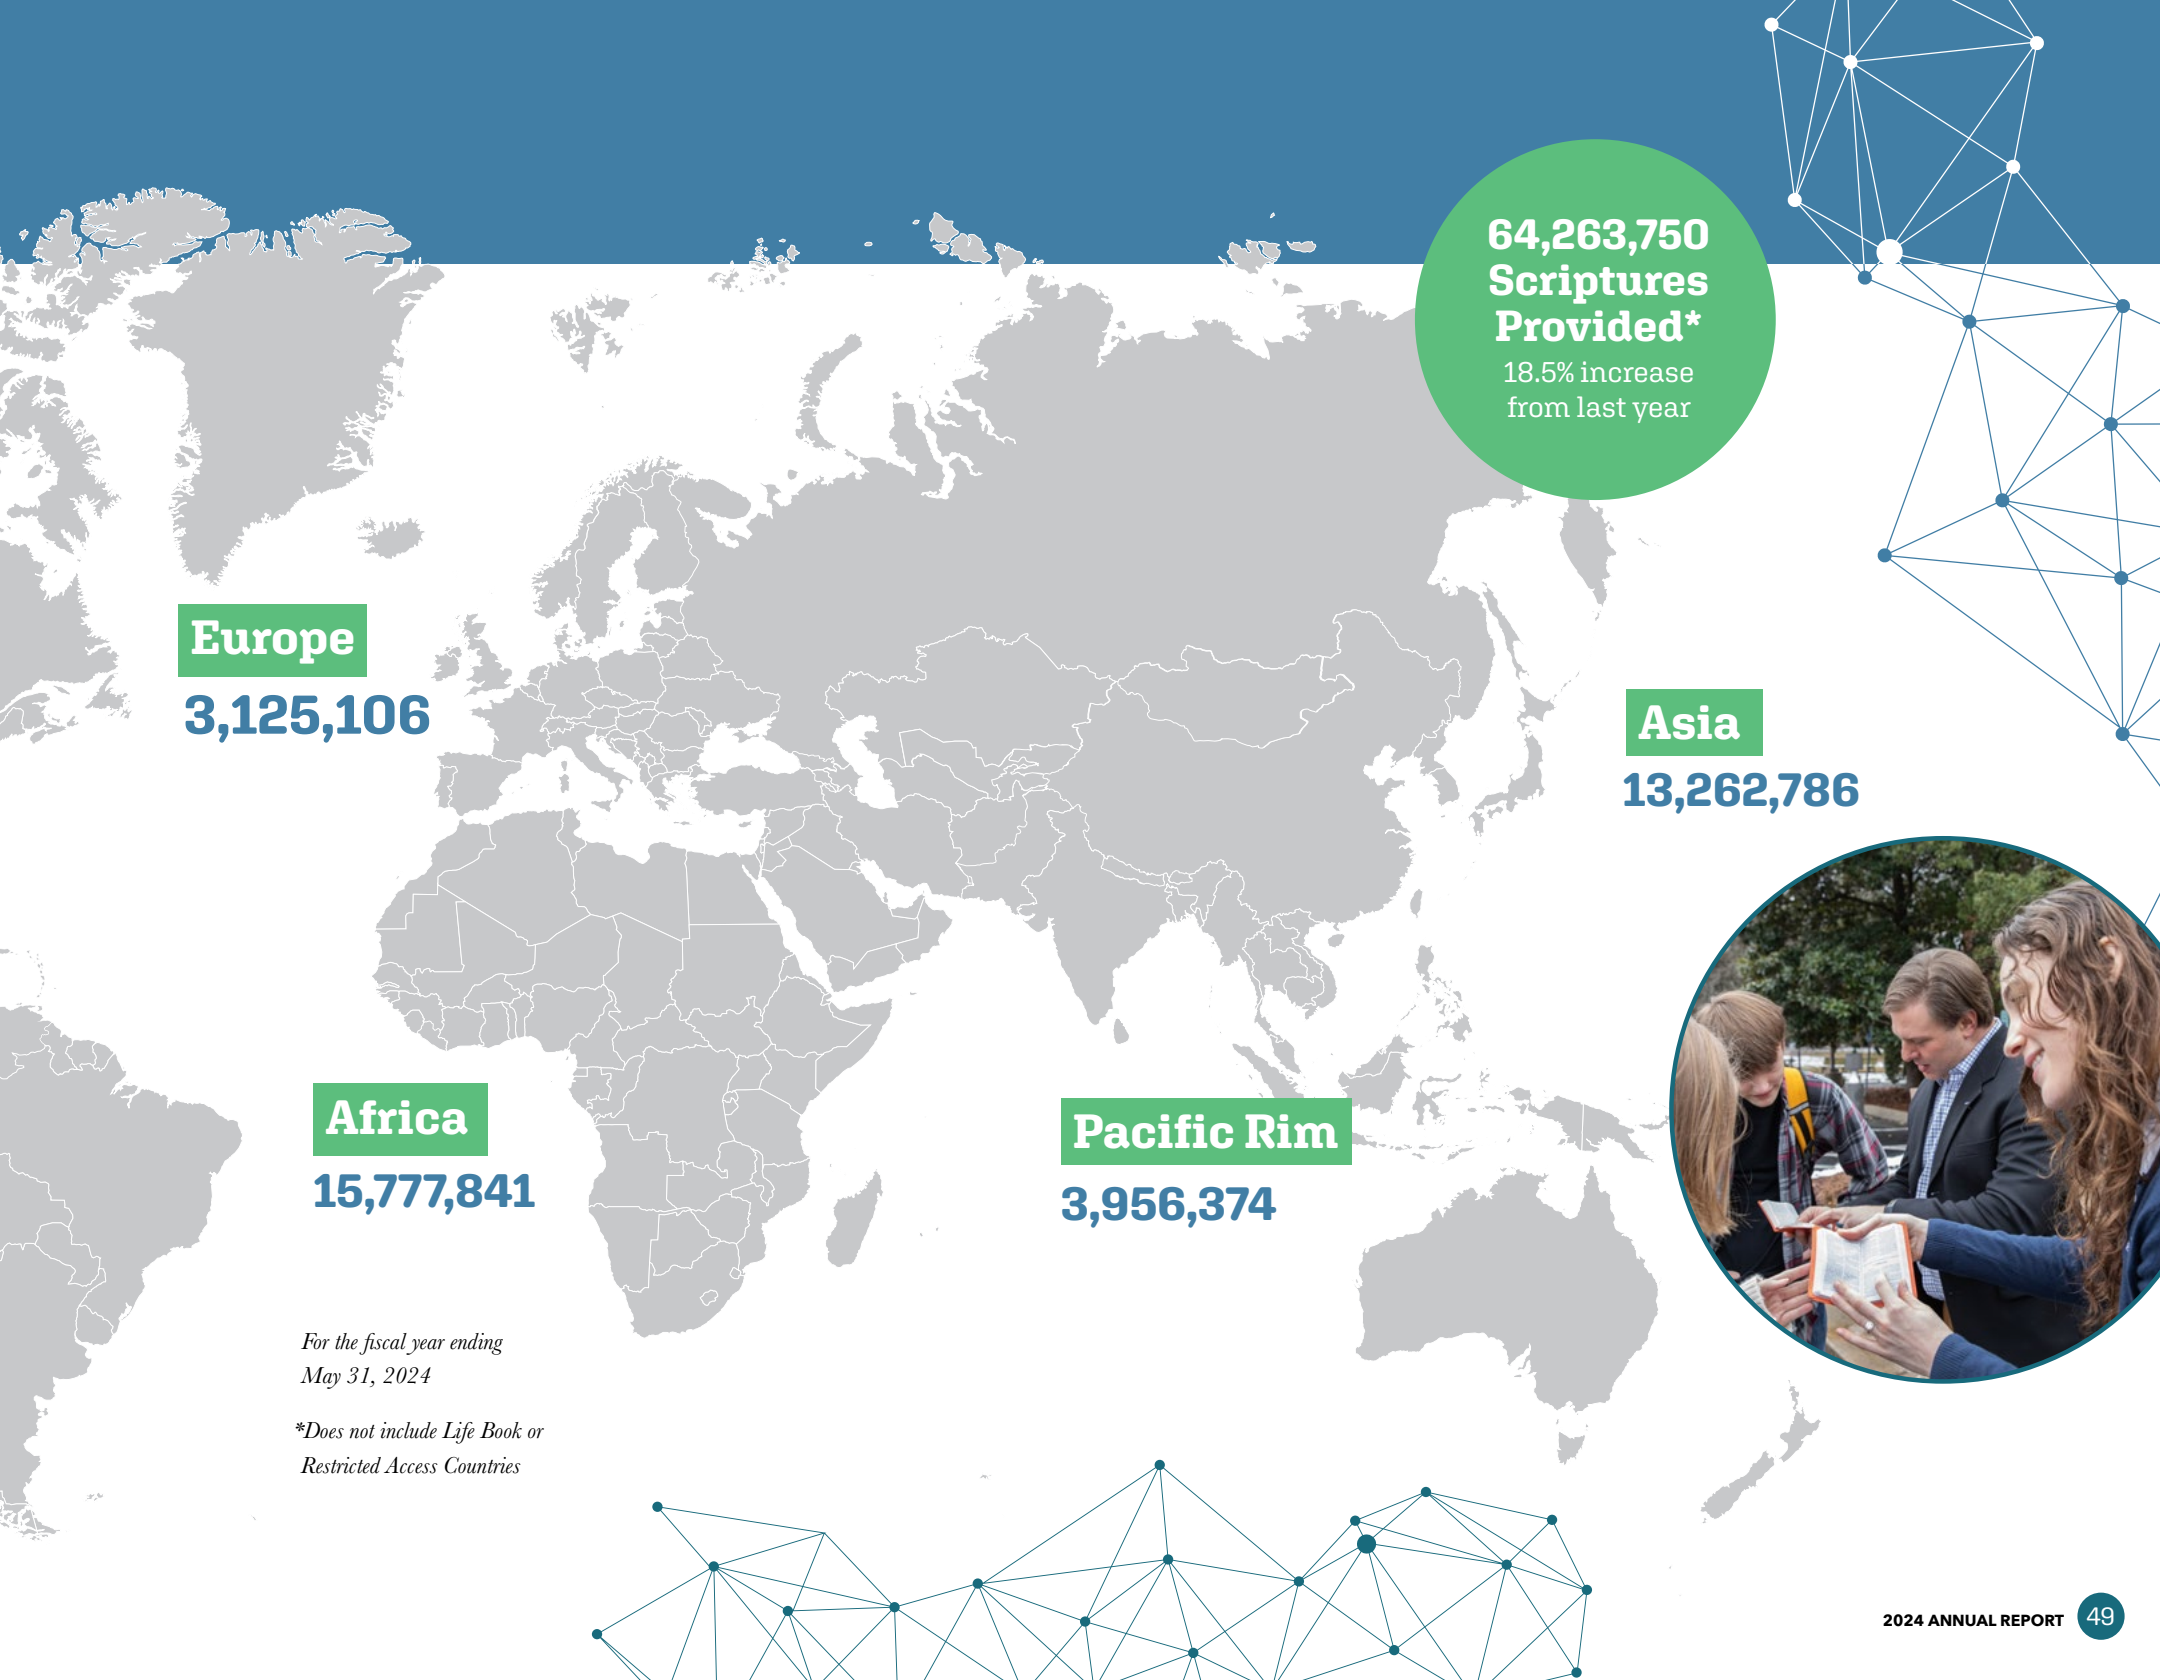 64,263,750
Scriptures
Provided*
18.5% increase
from last year
Europe
3,125,106
Asia
13,262,786
Africa
15,777,841
Pacific Rim
3,956,374
For the fiscal year ending
May 31, 2024
*Does not include Life Book or
Restricted Access Countries
2024 ANNUAL REPORT 49